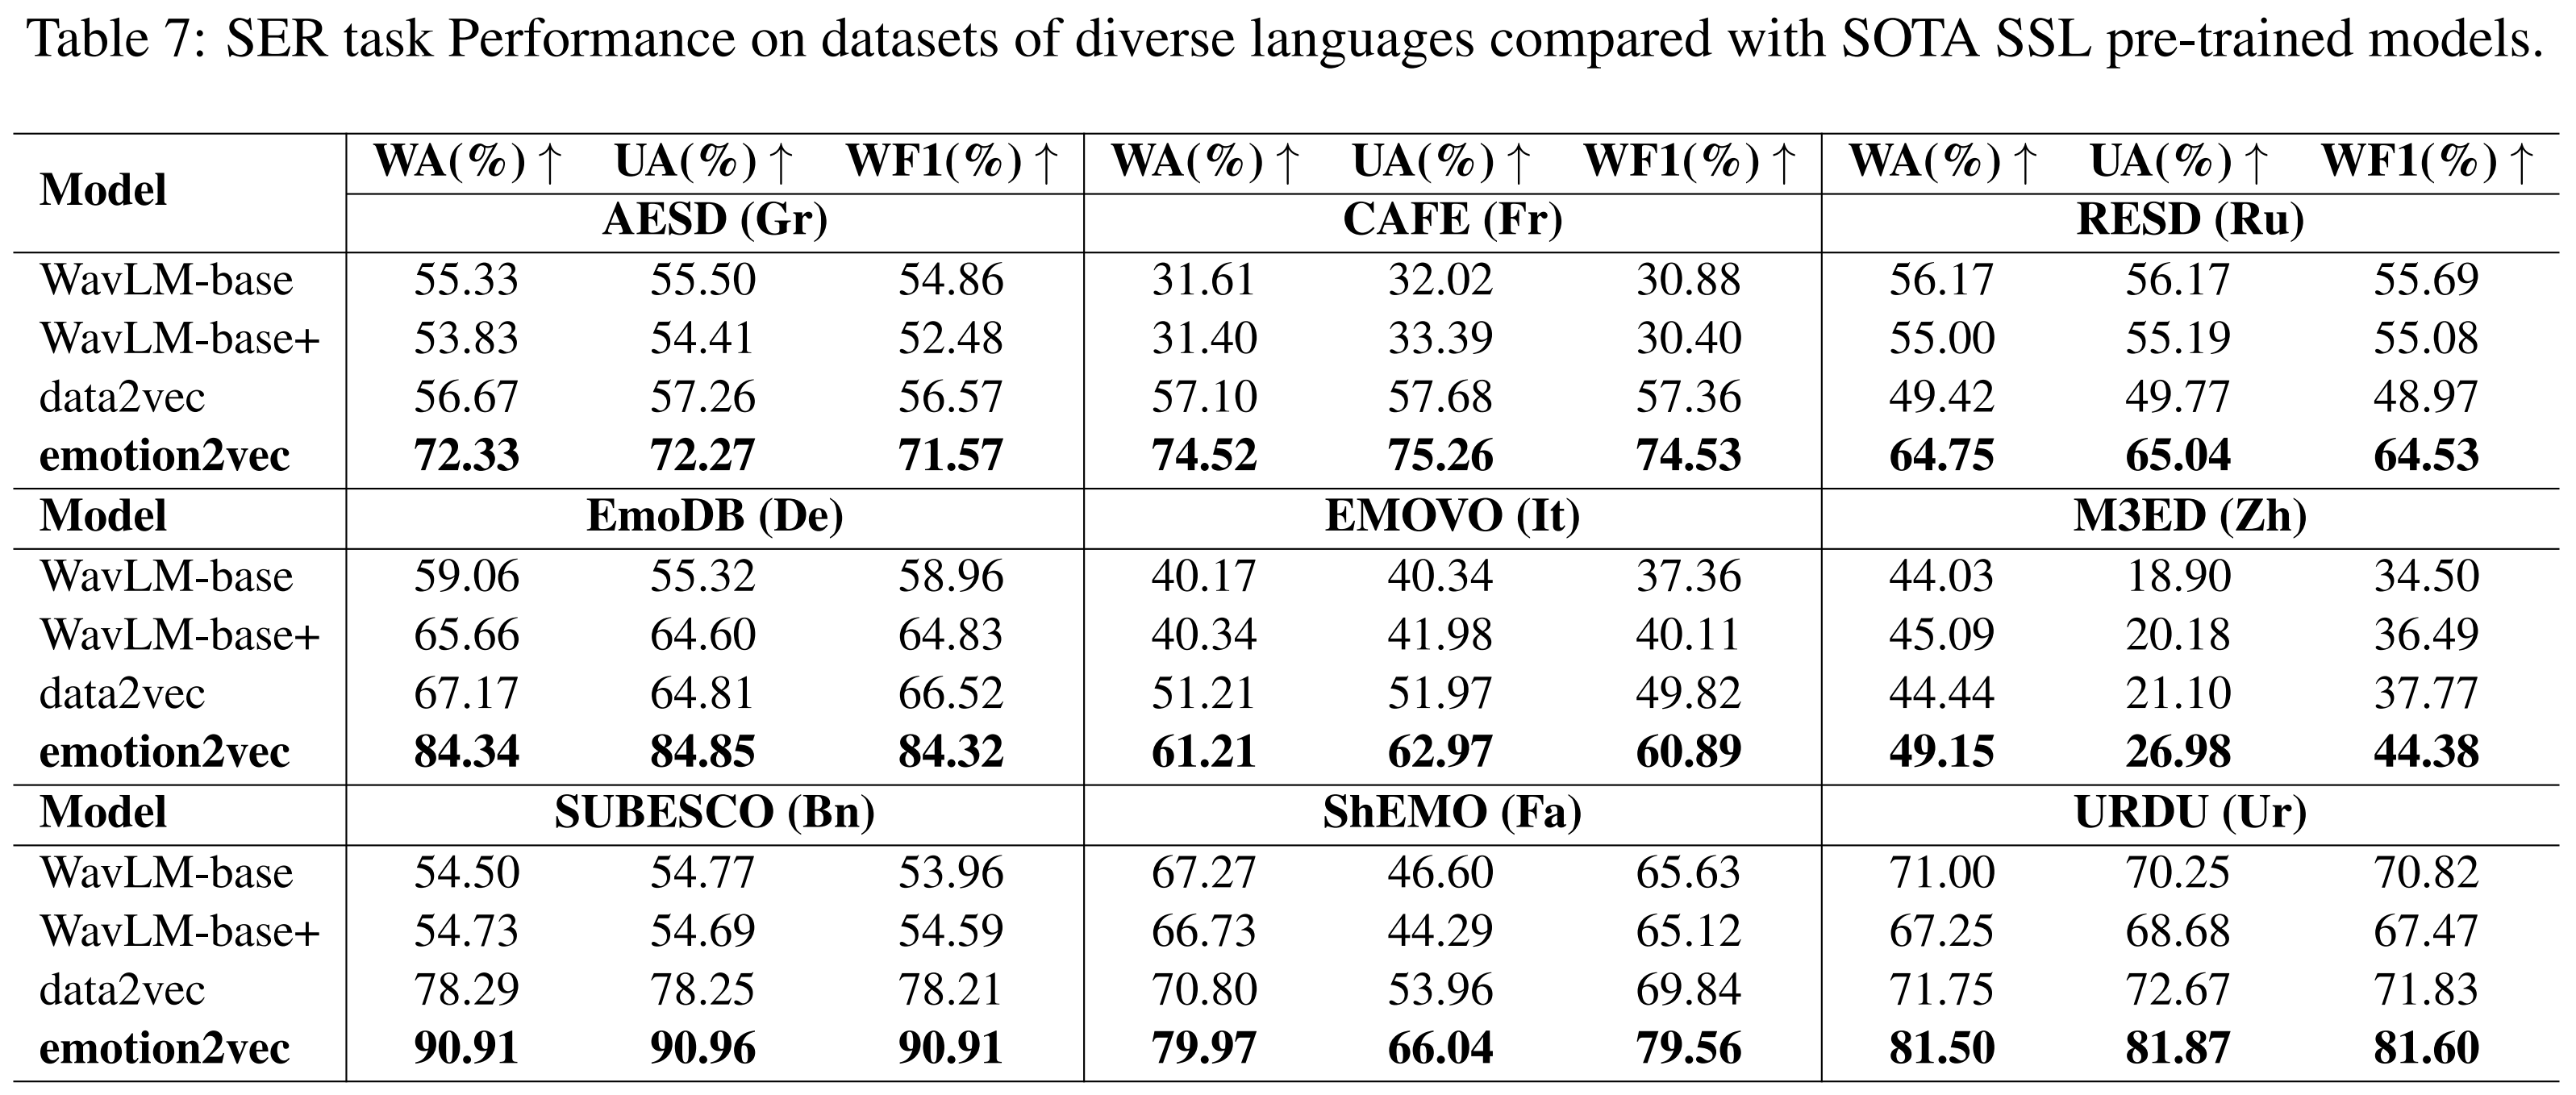 Table 7: SER task Performance on datasets of diverse languages compared with SOTA SSL pre-trained models.
Model WA(%) ↑ UA(%) ↑ WF1(%) ↑ WA(%) ↑ UA(%) ↑ WF1(%) ↑ WA(%) ↑ UA(%) ↑ WF1(%) ↑
AESD (Gr) CAFE (Fr) RESD (Ru)
WavLM-base 55.33 55.50 54.86 31.61 32.02 30.88 56.17 56.17 55.69
WavLM-base+ 53.83 54.41 52.48 31.40 33.39 30.40 55.00 55.19 55.08
data2vec 56.67 57.26 56.57 57.10 57.68 57.36 49.42 49.77 48.97
emotion2vec 72.33 72.27 71.57 74.52 75.26 74.53 64.75 65.04 64.53
Model EmoDB (De) EMOVO (It) M3ED (Zh)
WavLM-base 59.06 55.32 58.96 40.17 40.34 37.36 44.03 18.90 34.50
WavLM-base+ 65.66 64.60 64.83 40.34 41.98 40.11 45.09 20.18 36.49
data2vec 67.17 64.81 66.52 51.21 51.97 49.82 44.44 21.10 37.77
emotion2vec 84.34 84.85 84.32 61.21 62.97 60.89 49.15 26.98 44.38
Model SUBESCO (Bn) ShEMO (Fa) URDU (Ur)
WavLM-base 54.50 54.77 53.96 67.27 46.60 65.63 71.00 70.25 70.82
WavLM-base+ 54.73 54.69 54.59 66.73 44.29 65.12 67.25 68.68 67.47
data2vec 78.29 78.25 78.21 70.80 53.96 69.84 71.75 72.67 71.83
emotion2vec 90.91 90.96 90.91 79.97 66.04 79.56 81.50 81.87 81.60